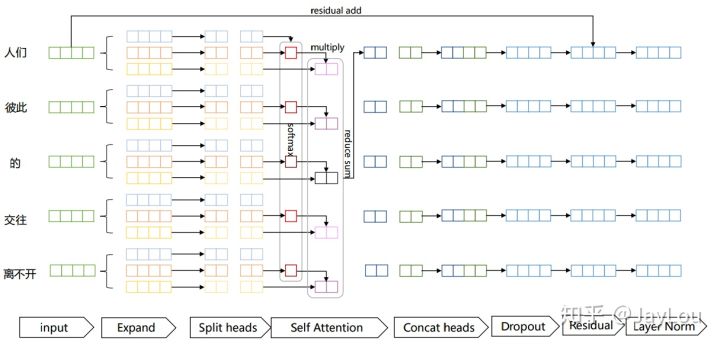 residual add
人们
multiply
彼此
softmax
reduce sum
的
交往
离不开
知乎 @JayLou
input
Expand
Split heads
Self Attention
Concat heads
Dropout
Residual
Layer Norm